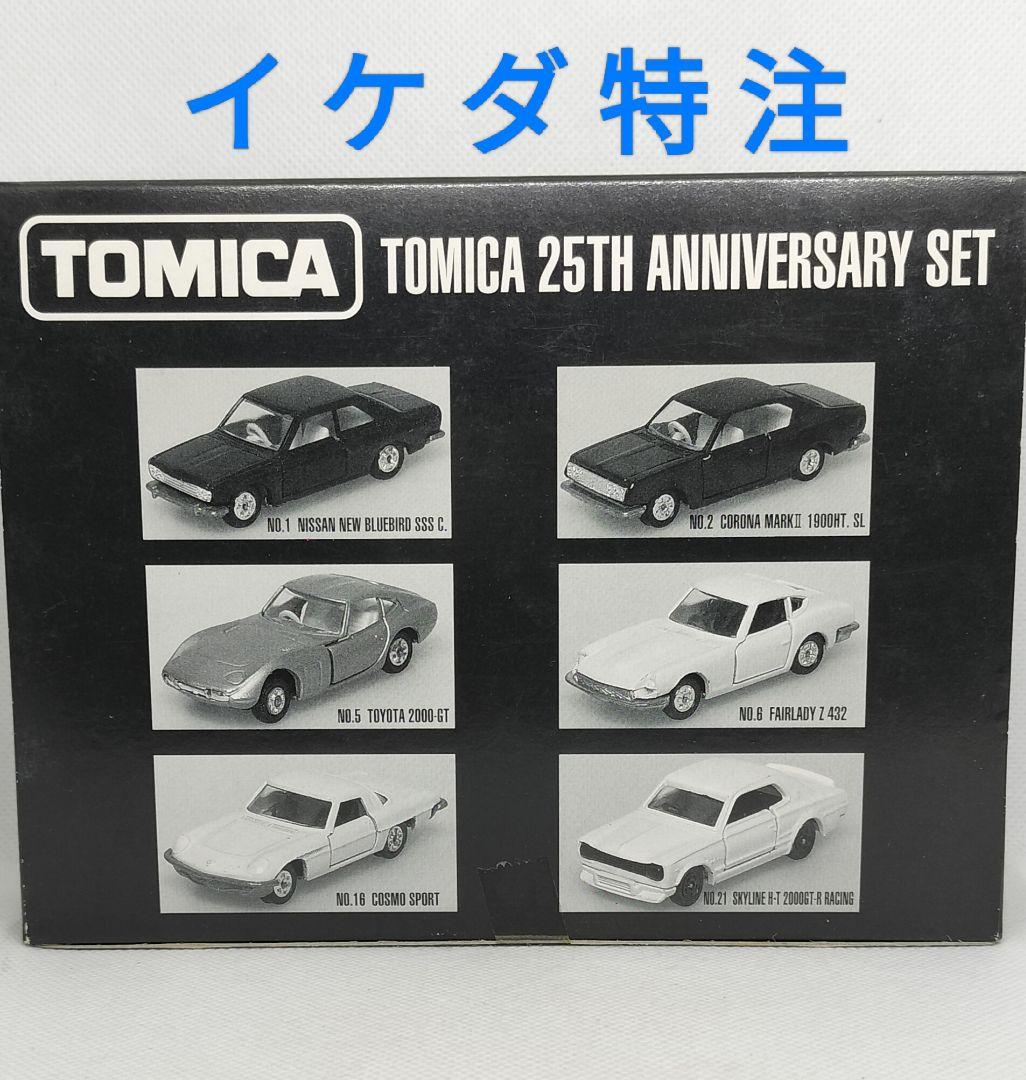 イケダ特注
TOMICA
TOMICA 25TH ANNIVERSARY SET
NO.1 NISSAN NEW BLUEBIRD SSS C.
NO.2 CORONA MARKⅡ 1900HT. SL
NO.5 TOYOTA 2000-GT
NO.6 FAIRLADY Z 432
NO.16 COSMO SPORT
NO.21 SKYLINE H-T 2000GT-R RACING